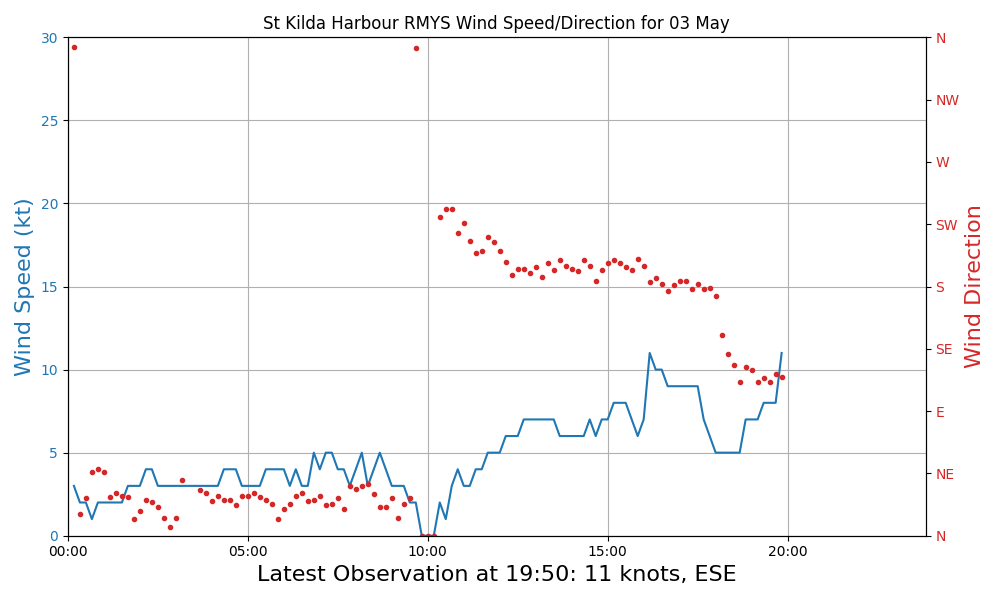 St Kilda Harbour RMYS Wind Speed/Direction for 03 May
30
25
20
15
10
5
0
Wind Speed (kt)
N
NW
W
SW
S
SE
E
NE
N
Wind Direction
00:00 05:00 10:00 15:00 20:00
Latest Observation at 19:50: 11 knots, ESE